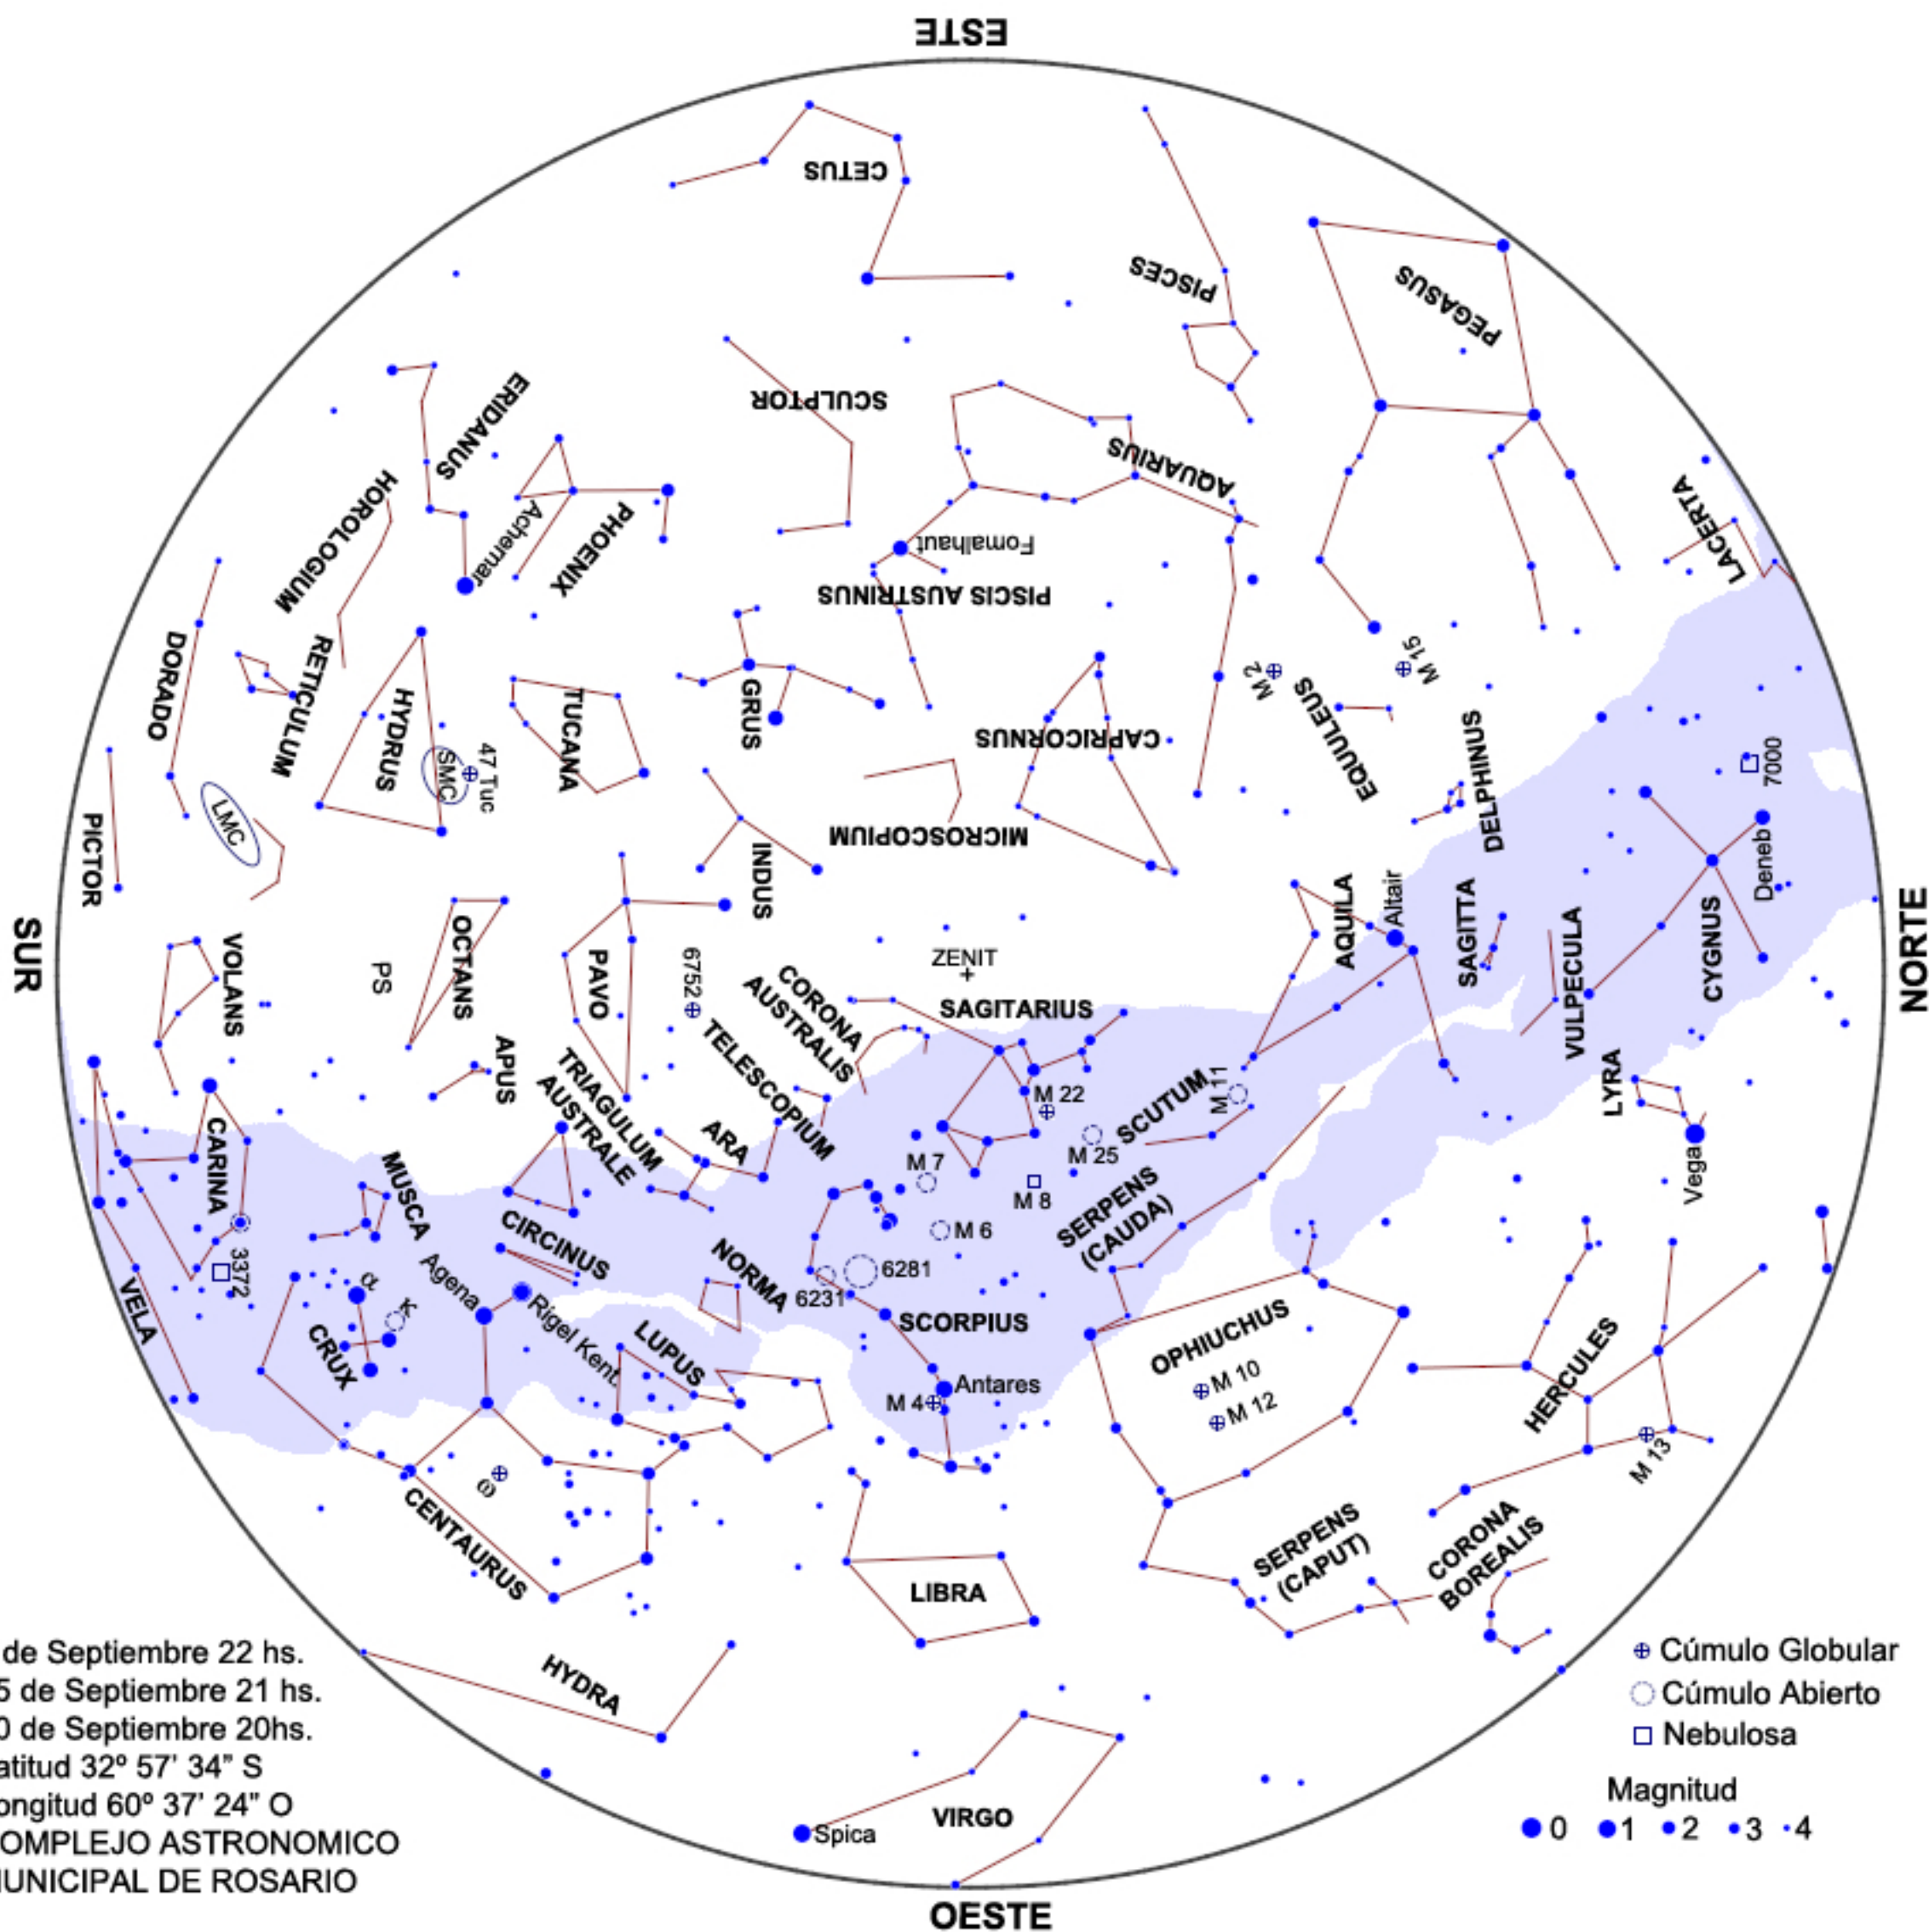 ESTE
CETUS
PISCES
PEGASUS
ERIDANUS
SCULPTOR
AQUARIUS
LACERTA
HOROLOGIUM
Achernar
PHOENIX
Fomalhaut
PISCIS AUSTRINUS
DORADO
RETICULUM
HYDRUS
SMC
47 Tuc
TUCANA
GRUS
CAPRICORNUS
M 2
M 15
EQUULEUS
DELPHINUS
7000
PICTOR
LMC
INDUS
MICROSCOPIUM
Deneb
SUR
VOLANS
PS
OCTANS
PAVO
6752
CORONA
AUSTRALIS
ZENIT
SAGITARIUS
AQUILA
Altair
SAGITTA
VULPECULA
CYGNUS
NORTE
APUS
TRIAGULUM
AUSTRALE
TELESCOPIUM
M 22
SCUTUM
M 11
LYRA
CARINA
MUSCA
ARA
M 7
M 25
M 8
Vega
CIRCINUS
NORMA
M 6
SERPENS
(CAUDA)
3372
α
κ
Agena
Rigel Kent.
6281
6231
VELA
CRUX
LUPUS
SCORPIUS
OPHIUCHUS
HERCULES
Antares
M 4
M 10
M 12
M 13
ω
CENTAURUS
LIBRA
SERPENS
(CAPUT)
CORONA
BOREALIS
HYDRA
VIRGO
Spica
OESTE
de Septiembre 22 hs.
5 de Septiembre 21 hs.
0 de Septiembre 20hs.
atitud 32º 57' 34" S
ongitud 60º 37' 24" O
OMPLEJO ASTRONOMICO
UNICIPAL DE ROSARIO
Cúmulo Globular
Cúmulo Abierto
Nebulosa
Magnitud
0 1 2 3 4